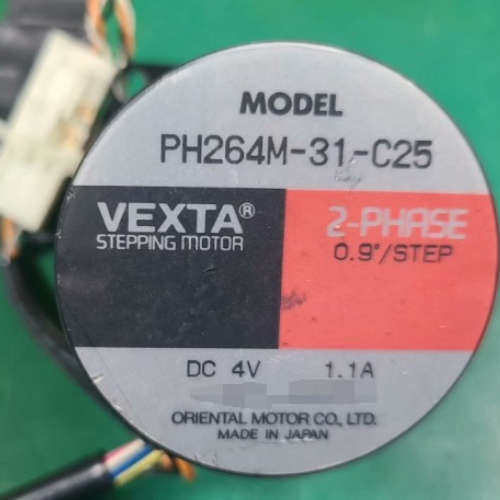 MODEL
PH264M-31-C25
VEXTA®
STEPPING MOTOR
2-PHASE
0.9°/STEP
DC 4V 1.1A
ORIENTAL MOTOR CO., LTD.
MADE IN JAPAN